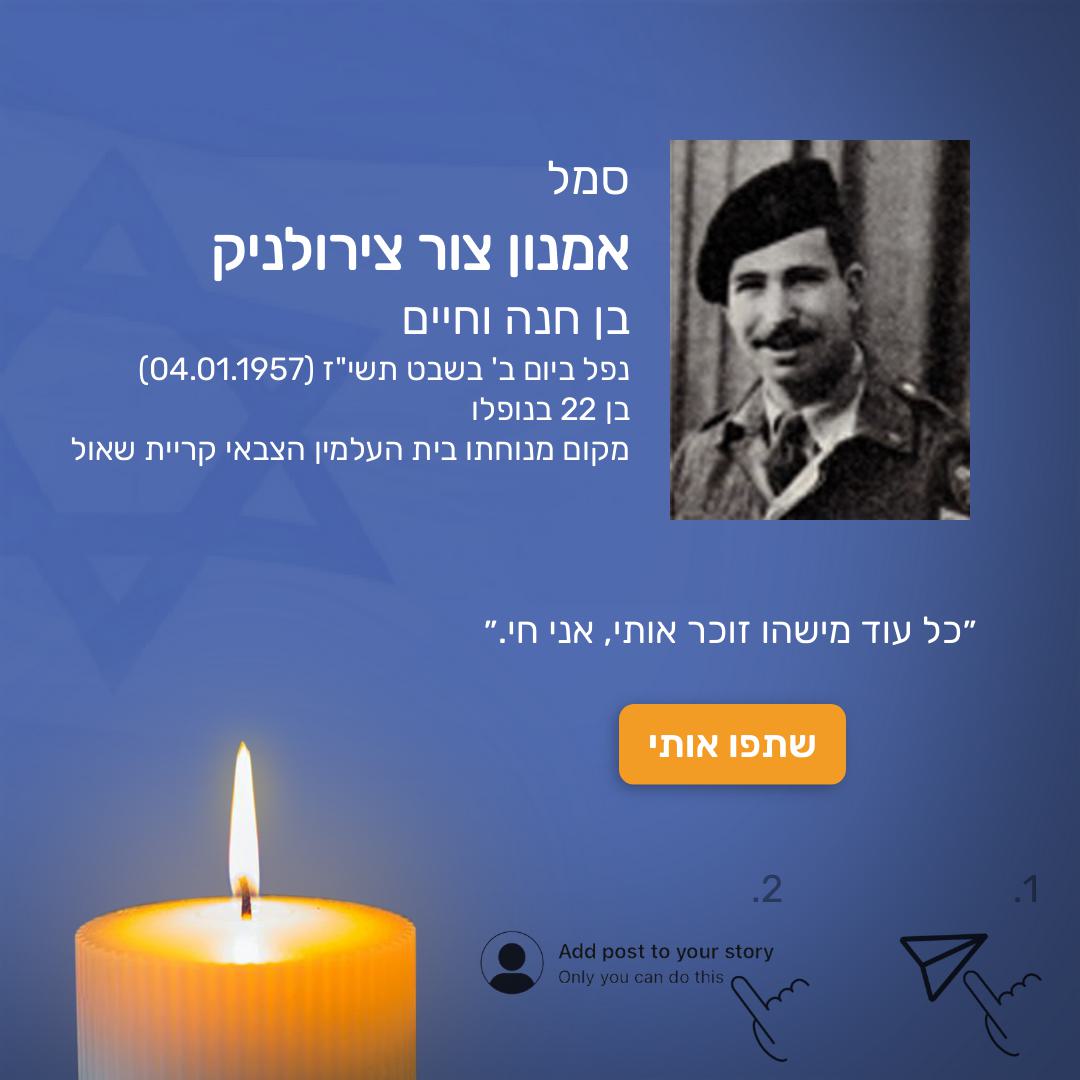 סמל
אמנון צור צירולניק
בן חנה וחיים
נפל ביום ב' בשבט תשי"ז (04.01.1957)
בן 22 בנופלו
מקום מנוחתו בית העלמין הצבאי קריית שאול
״כל עוד מישהו זוכר אותי, אני חי.״
שתפו אותי
1.
2.
Add post to your story
Only you can do this